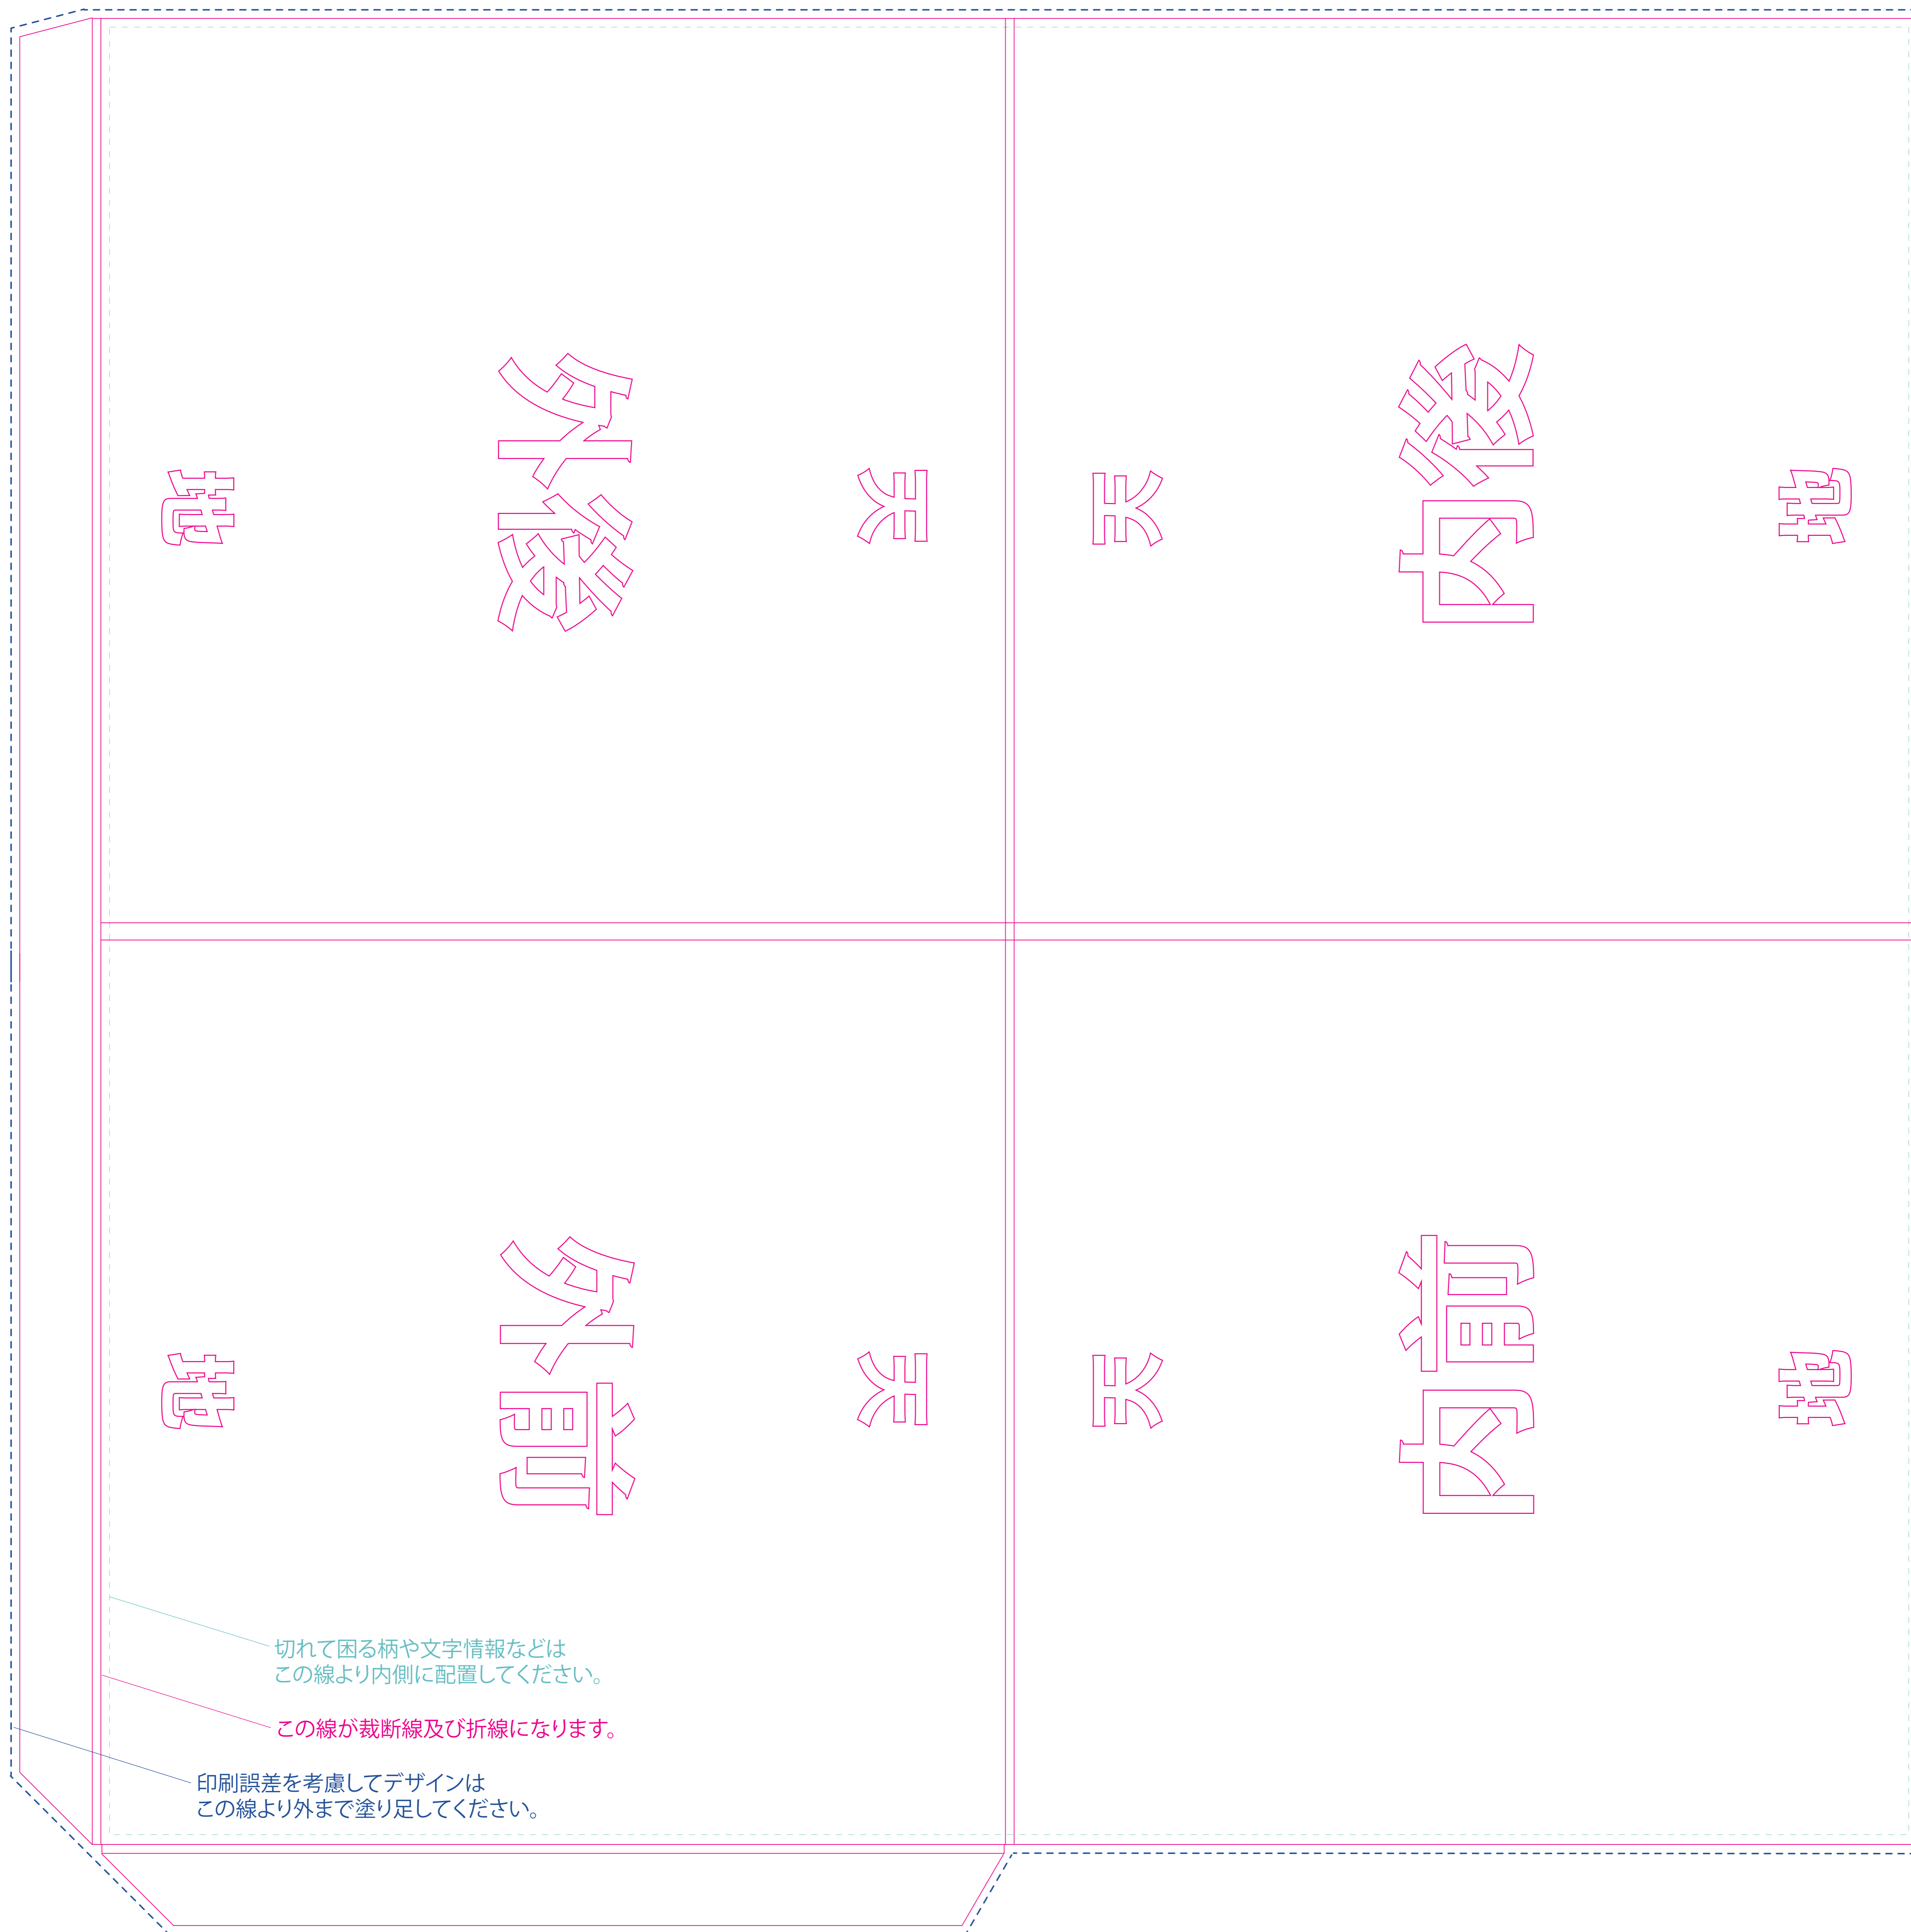 地
外後
天
天
内後
地
地
外前
天
天
内前
地
切れて困る柄や文字情報などは
この線より内側に配置してください。
この線が裁断線及び折線になります。
印刷誤差を考慮してデザインは
この線より外まで塗り足してください。